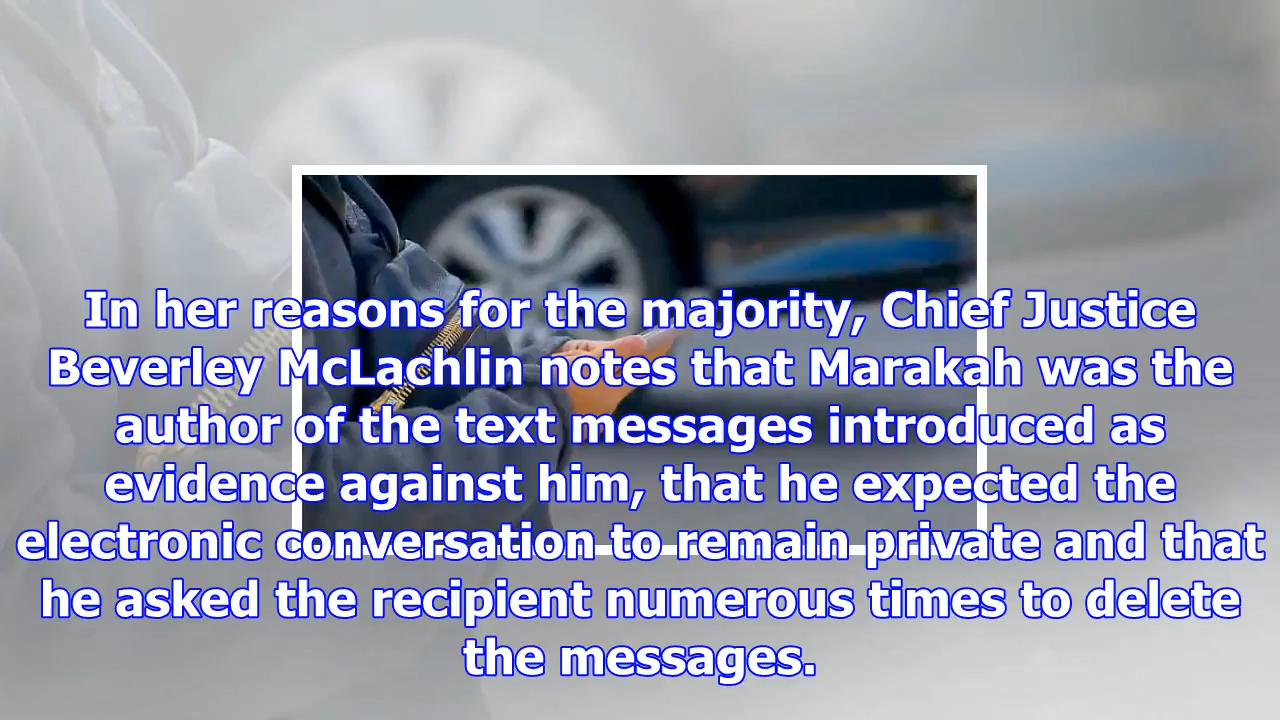 In her reasons for the majority, Chief Justice
Beverley McLachlin notes that Marakah was the
author of the text messages introduced as
evidence against him, that he expected the
electronic conversation to remain private and that
he asked the recipient numerous times to delete
the messages.